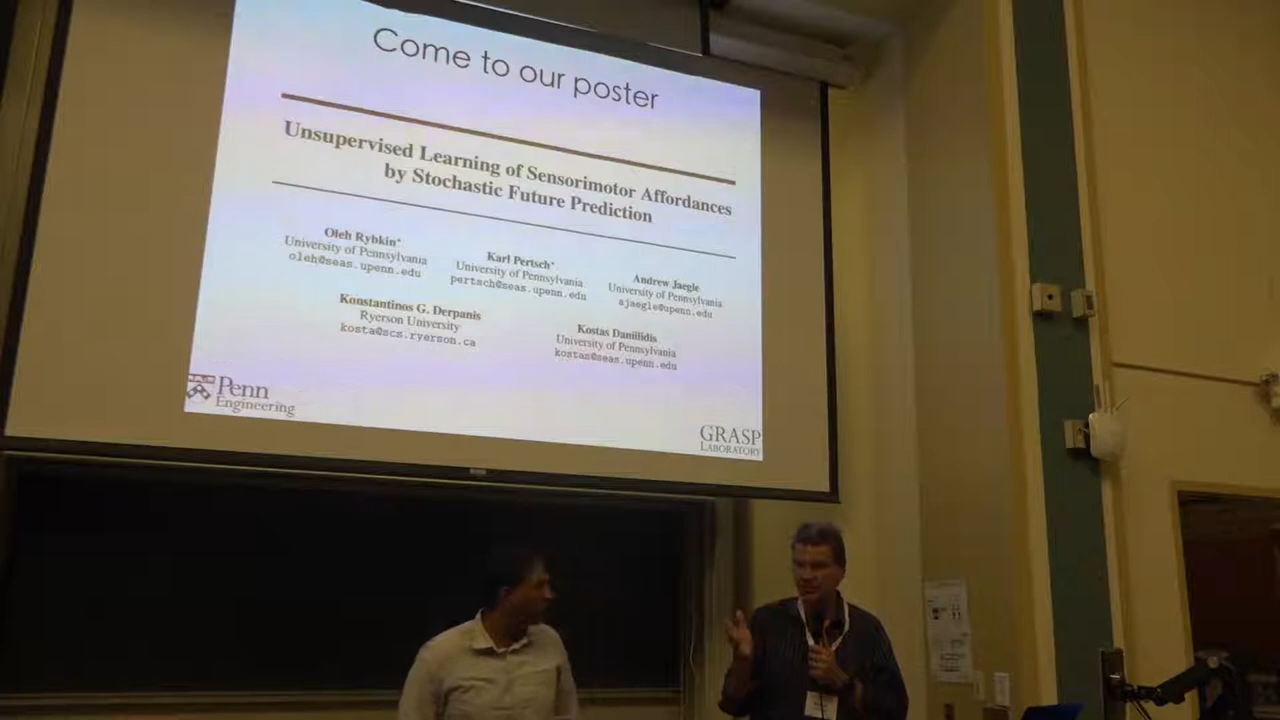 Come to our poster
Unsupervised Learning of Sensorimotor Affordances
by Stochastic Future Prediction
Oleh Rybkin*
University of Pennsylvania
oleh@seas.upenn.edu
Karl Pertsch*
University of Pennsylvania
pertsch@seas.upenn.edu
Andrew Jaegle
University of Pennsylvania
ajaegle@upenn.edu
Konstantinos G. Derpanis
Ryerson University
kosta@scs.ryerson.ca
Kostas Daniilidis
University of Pennsylvania
kostas@seas.upenn.edu
Penn
Engineering
GRASP
LABORATORY